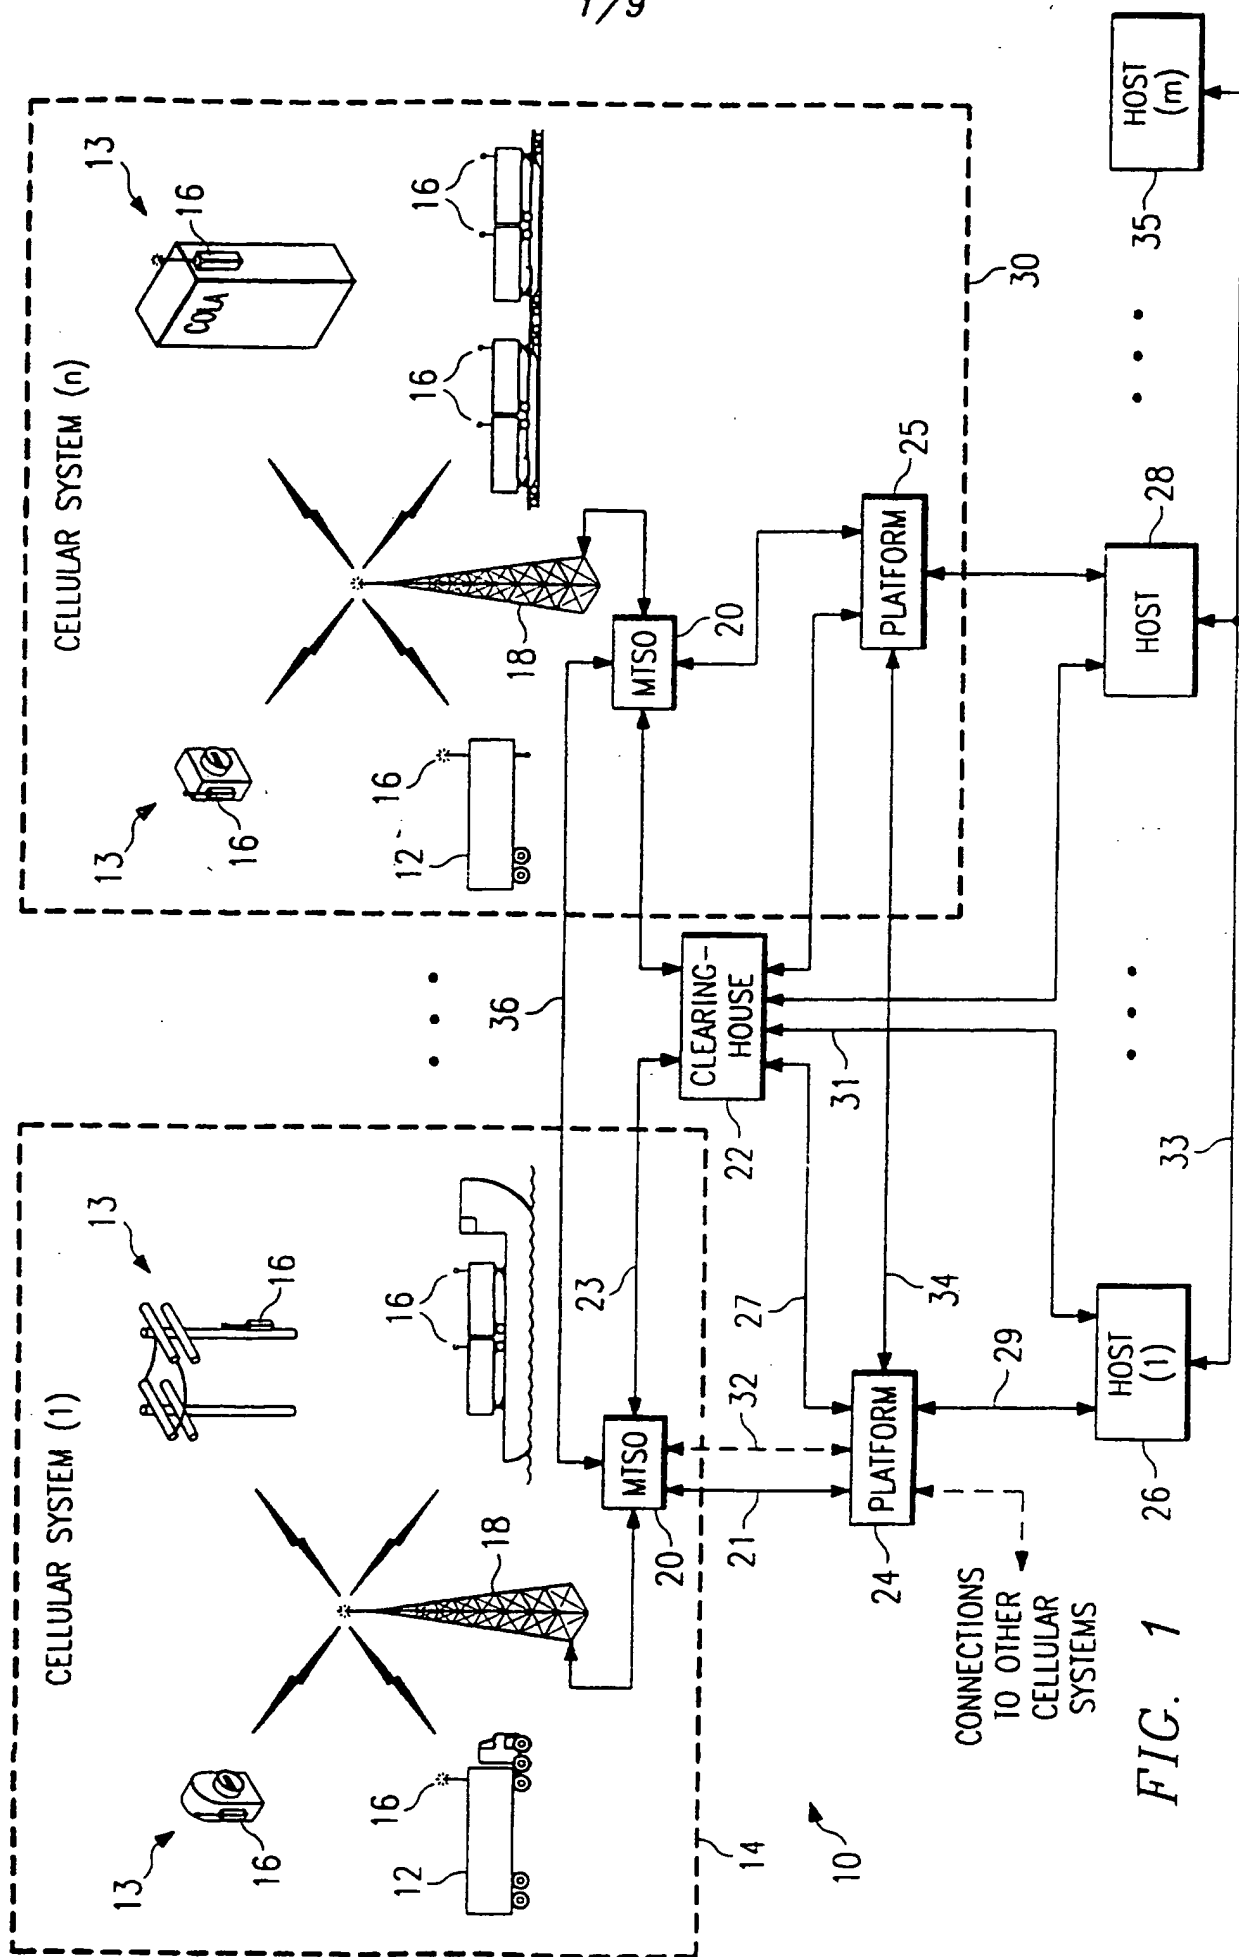 1/9
CELLULAR SYSTEM (1)
13
16
13
16
12
16
18
16
14
20
MTSO
23
36
21
32
27
CELLULAR SYSTEM (n)
13
16
13
COLA
16
12
16
18
16
16
MTSO
20
30
CLEARING-
HOUSE
22
31
34
PLATFORM
24
PLATFORM
25
29
CONNECTIONS
TO OTHER
CELLULAR
SYSTEMS
10
HOST
(1)
26
HOST
28
HOST
(m)
35
33
FIG. 1